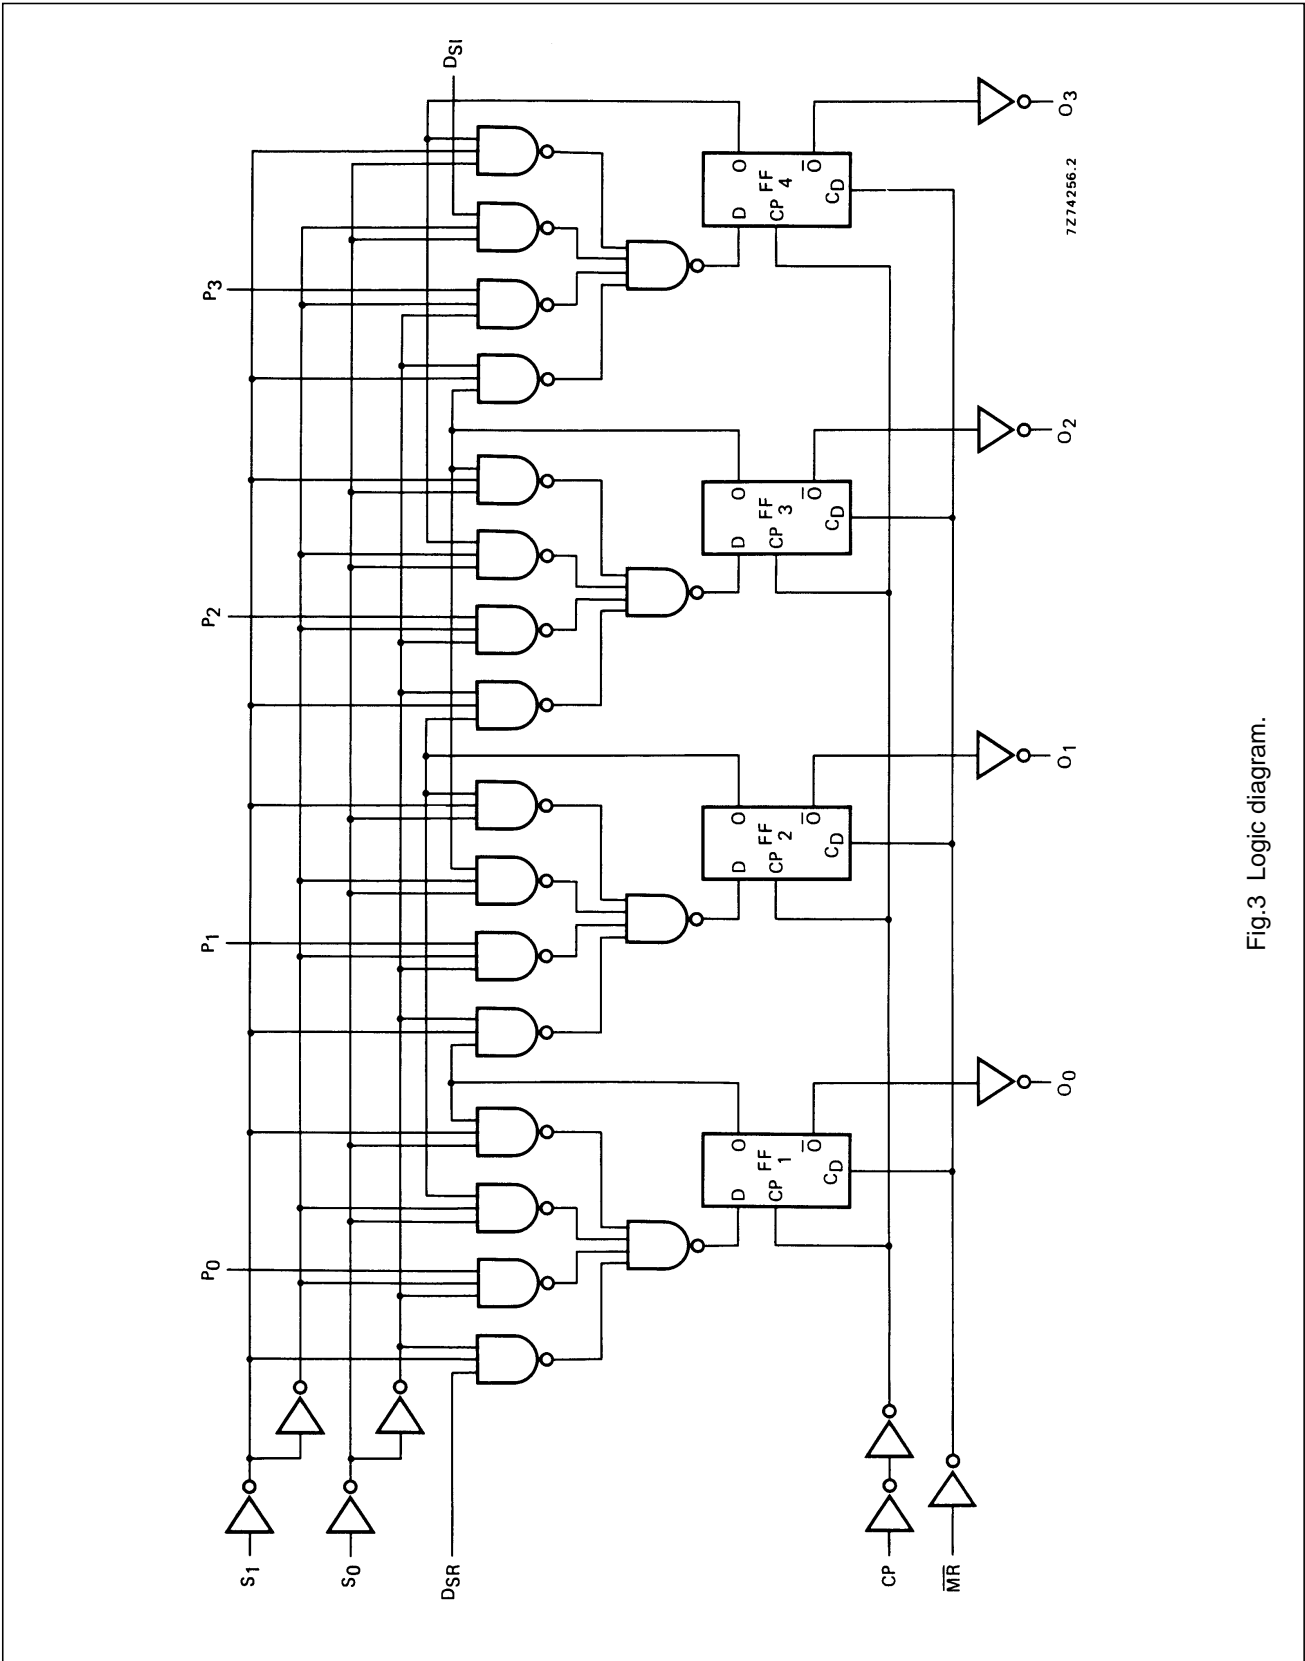 S1
S0
DSR
CP
M̅R̅
P0
P1
P2
P3
DSI
D
CP
FF
1
O
O̅
CD
D
CP
FF
2
O
O̅
CD
D
CP
FF
3
O
O̅
CD
D
CP
FF
4
O
O̅
CD
O0
O1
O2
O3
7Z74256.2
Fig.3 Logic diagram.